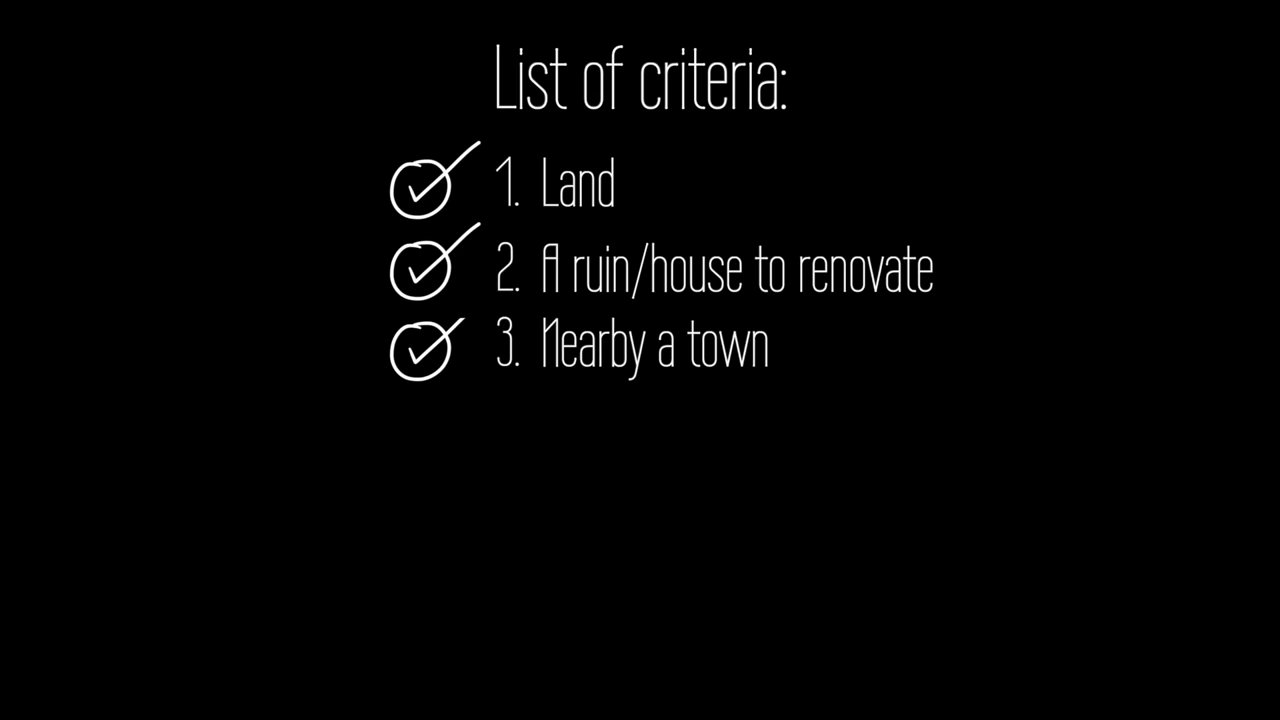 List of criteria:
1. Land
2. A ruin/house to renovate
3. Nearby a town